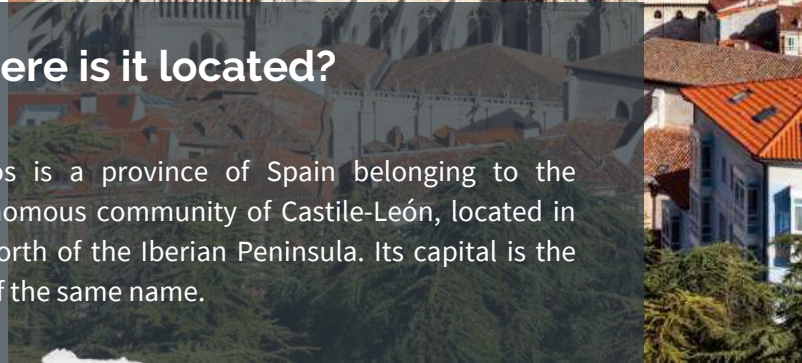 ere is it located?
os is a province of Spain belonging to the
nomous community of Castile-León, located in
orth of the Iberian Peninsula. Its capital is the
f the same name.